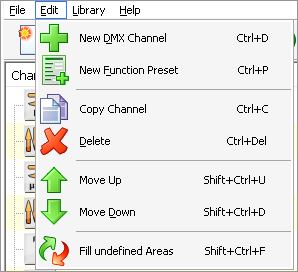 File Edit Library Help
New DMX Channel Ctrl+D
New Function Preset Ctrl+P
Copy Channel Ctrl+C
Delete Ctrl+Del
Move Up Shift+Ctrl+U
Move Down Shift+Ctrl+D
Fill undefined Areas Shift+Ctrl+F